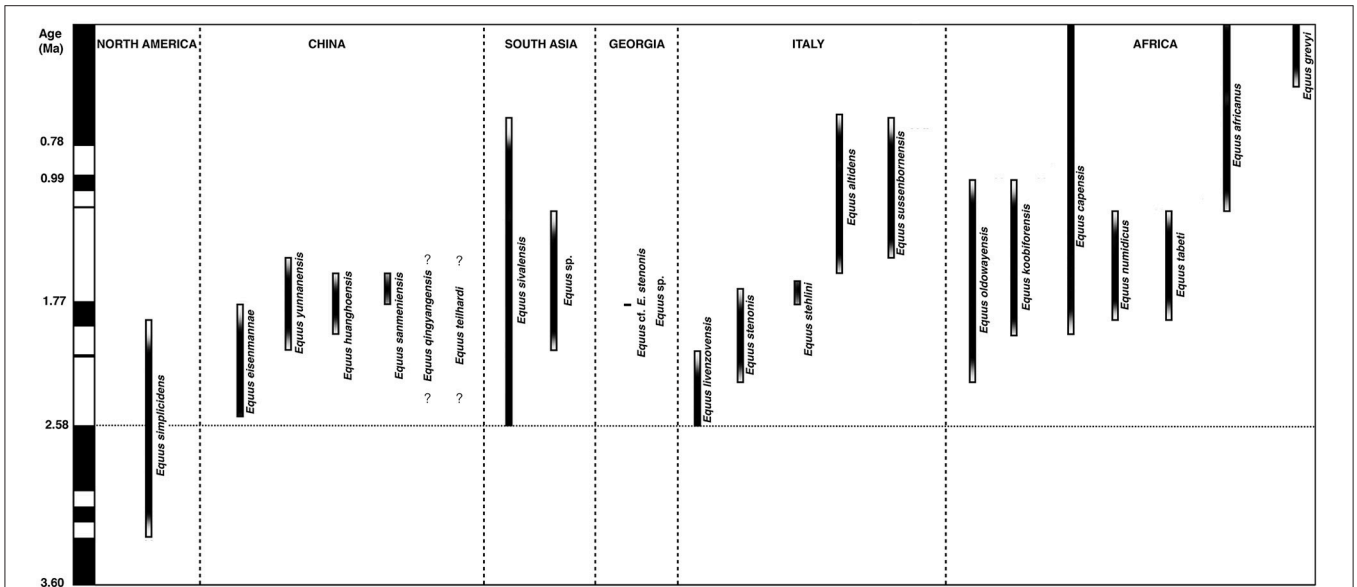 Age
(Ma)
NORTH AMERICA
CHINA
SOUTH ASIA
GEORGIA
ITALY
AFRICA
0.78
0.99
1.77
2.58
3.60
Equus simplicidens
Equus eisenmannae
Equus yunnanensis
Equus huanghoensis
Equus sanmeniensis
?
Equus qingyangensis
?
?
Equus teilhardi
?
Equus sivalensis
Equus sp.
Equus cf. E. stenonis
Equus sp.
Equus livenzovensis
Equus stenonis
Equus stehlini
Equus altidens
Equus sussenbornensis
Equus oldowayensis
Equus koobiforensis
Equus capensis
Equus numidicus
Equus tabeti
Equus africanus
Equus grevyi